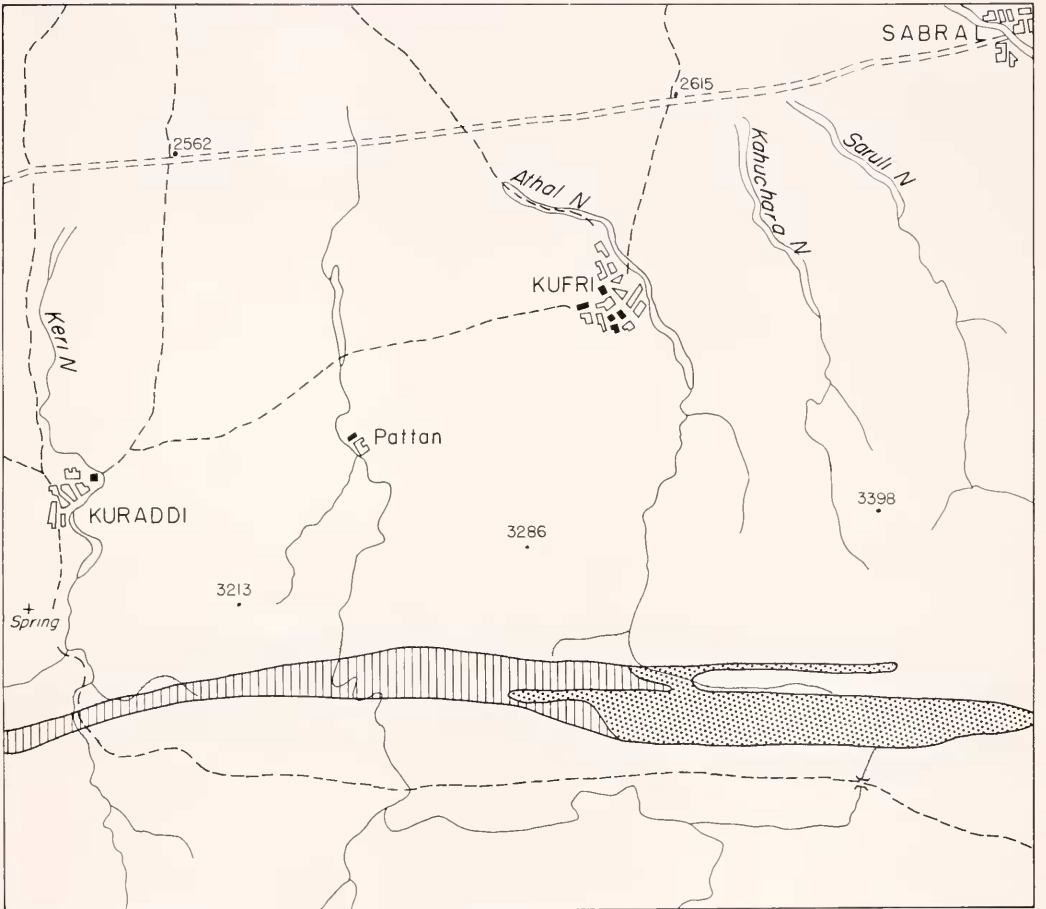 SABRAL
2615
2562
Kahuchara N
Saruli N
Athal N
KUFRI
Keri N
Pattan
KURADDI
3398
3286
3213
Spring